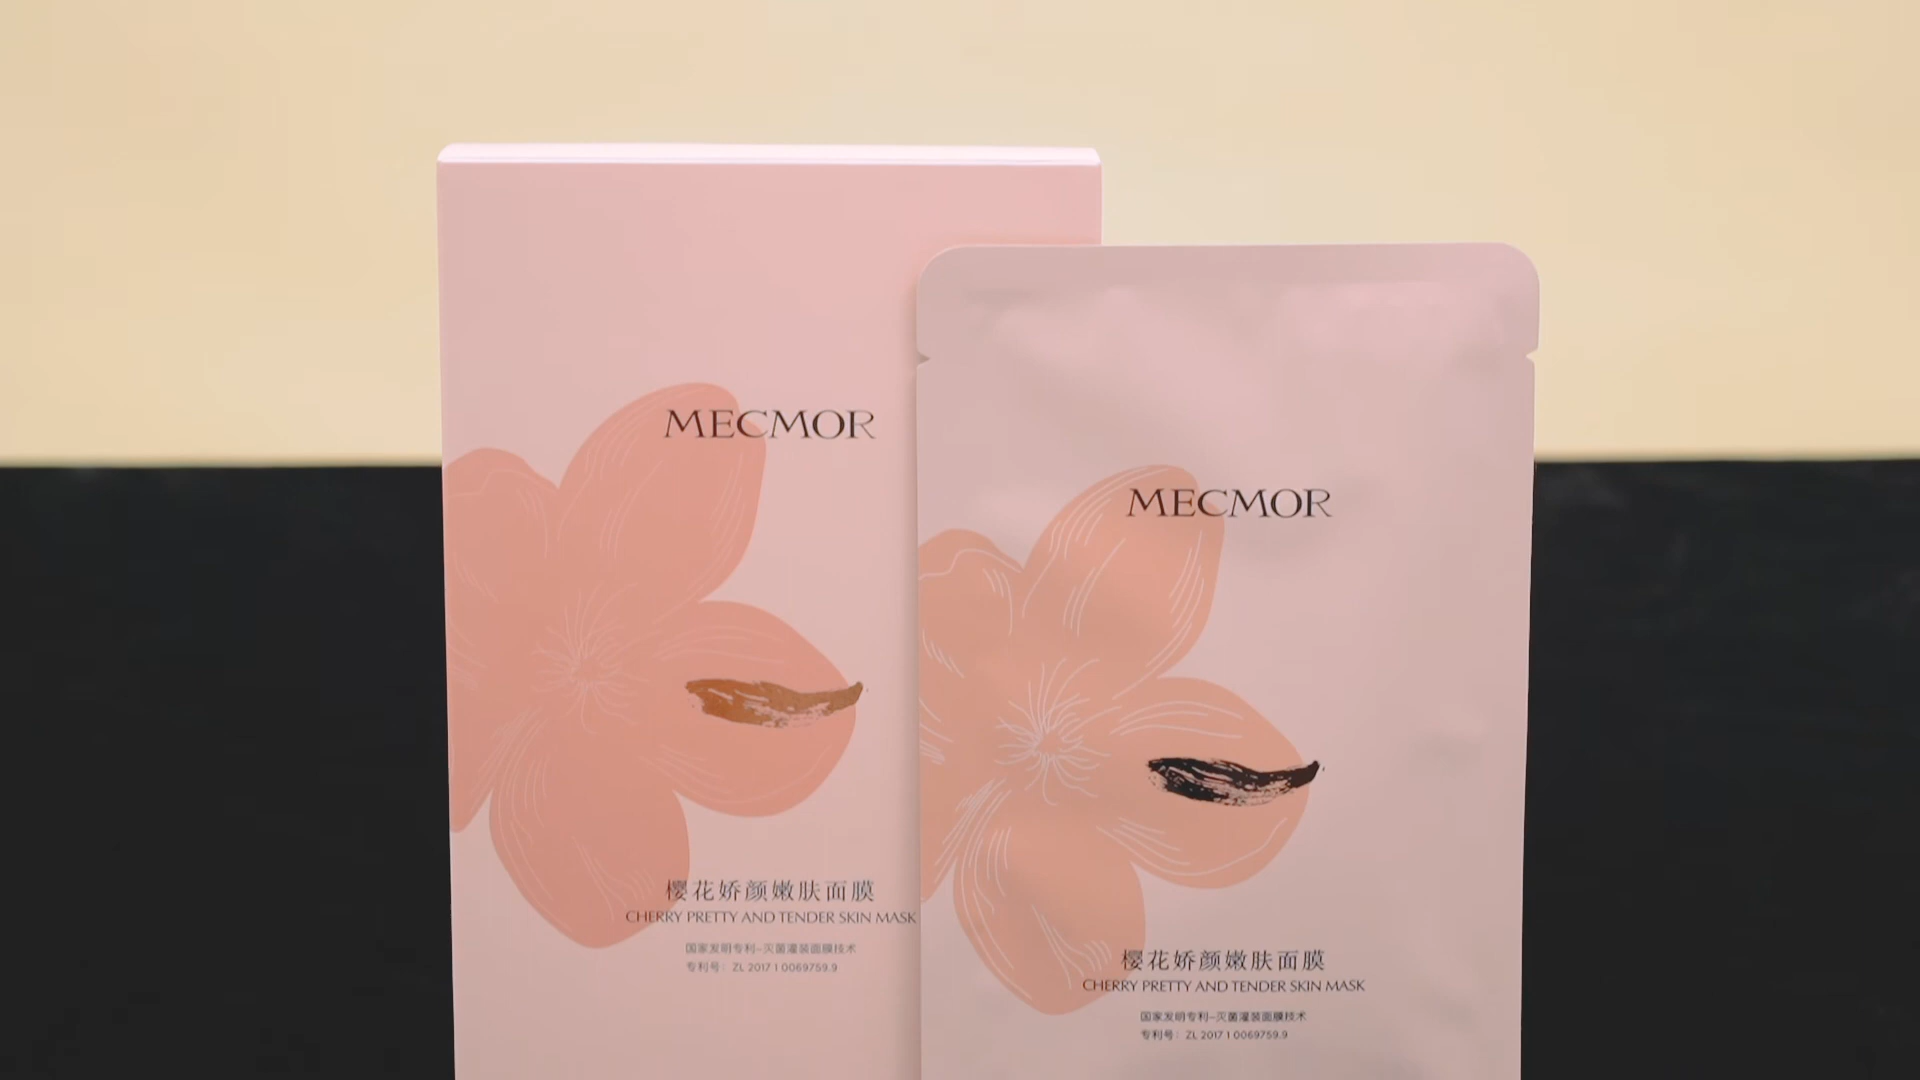 MECMOR
樱花娇颜嫩肤面膜
CHERRY PRETTY AND TENDER SKIN MASK
国家发明专利-灭菌灌装面膜技术
专利号：ZL 2017 1 0069759.9
MECMOR
樱花娇颜嫩肤面膜
CHERRY PRETTY AND TENDER SKIN MASK
国家发明专利-灭菌灌装面膜技术
专利号：ZL 2017 1 0069759.9